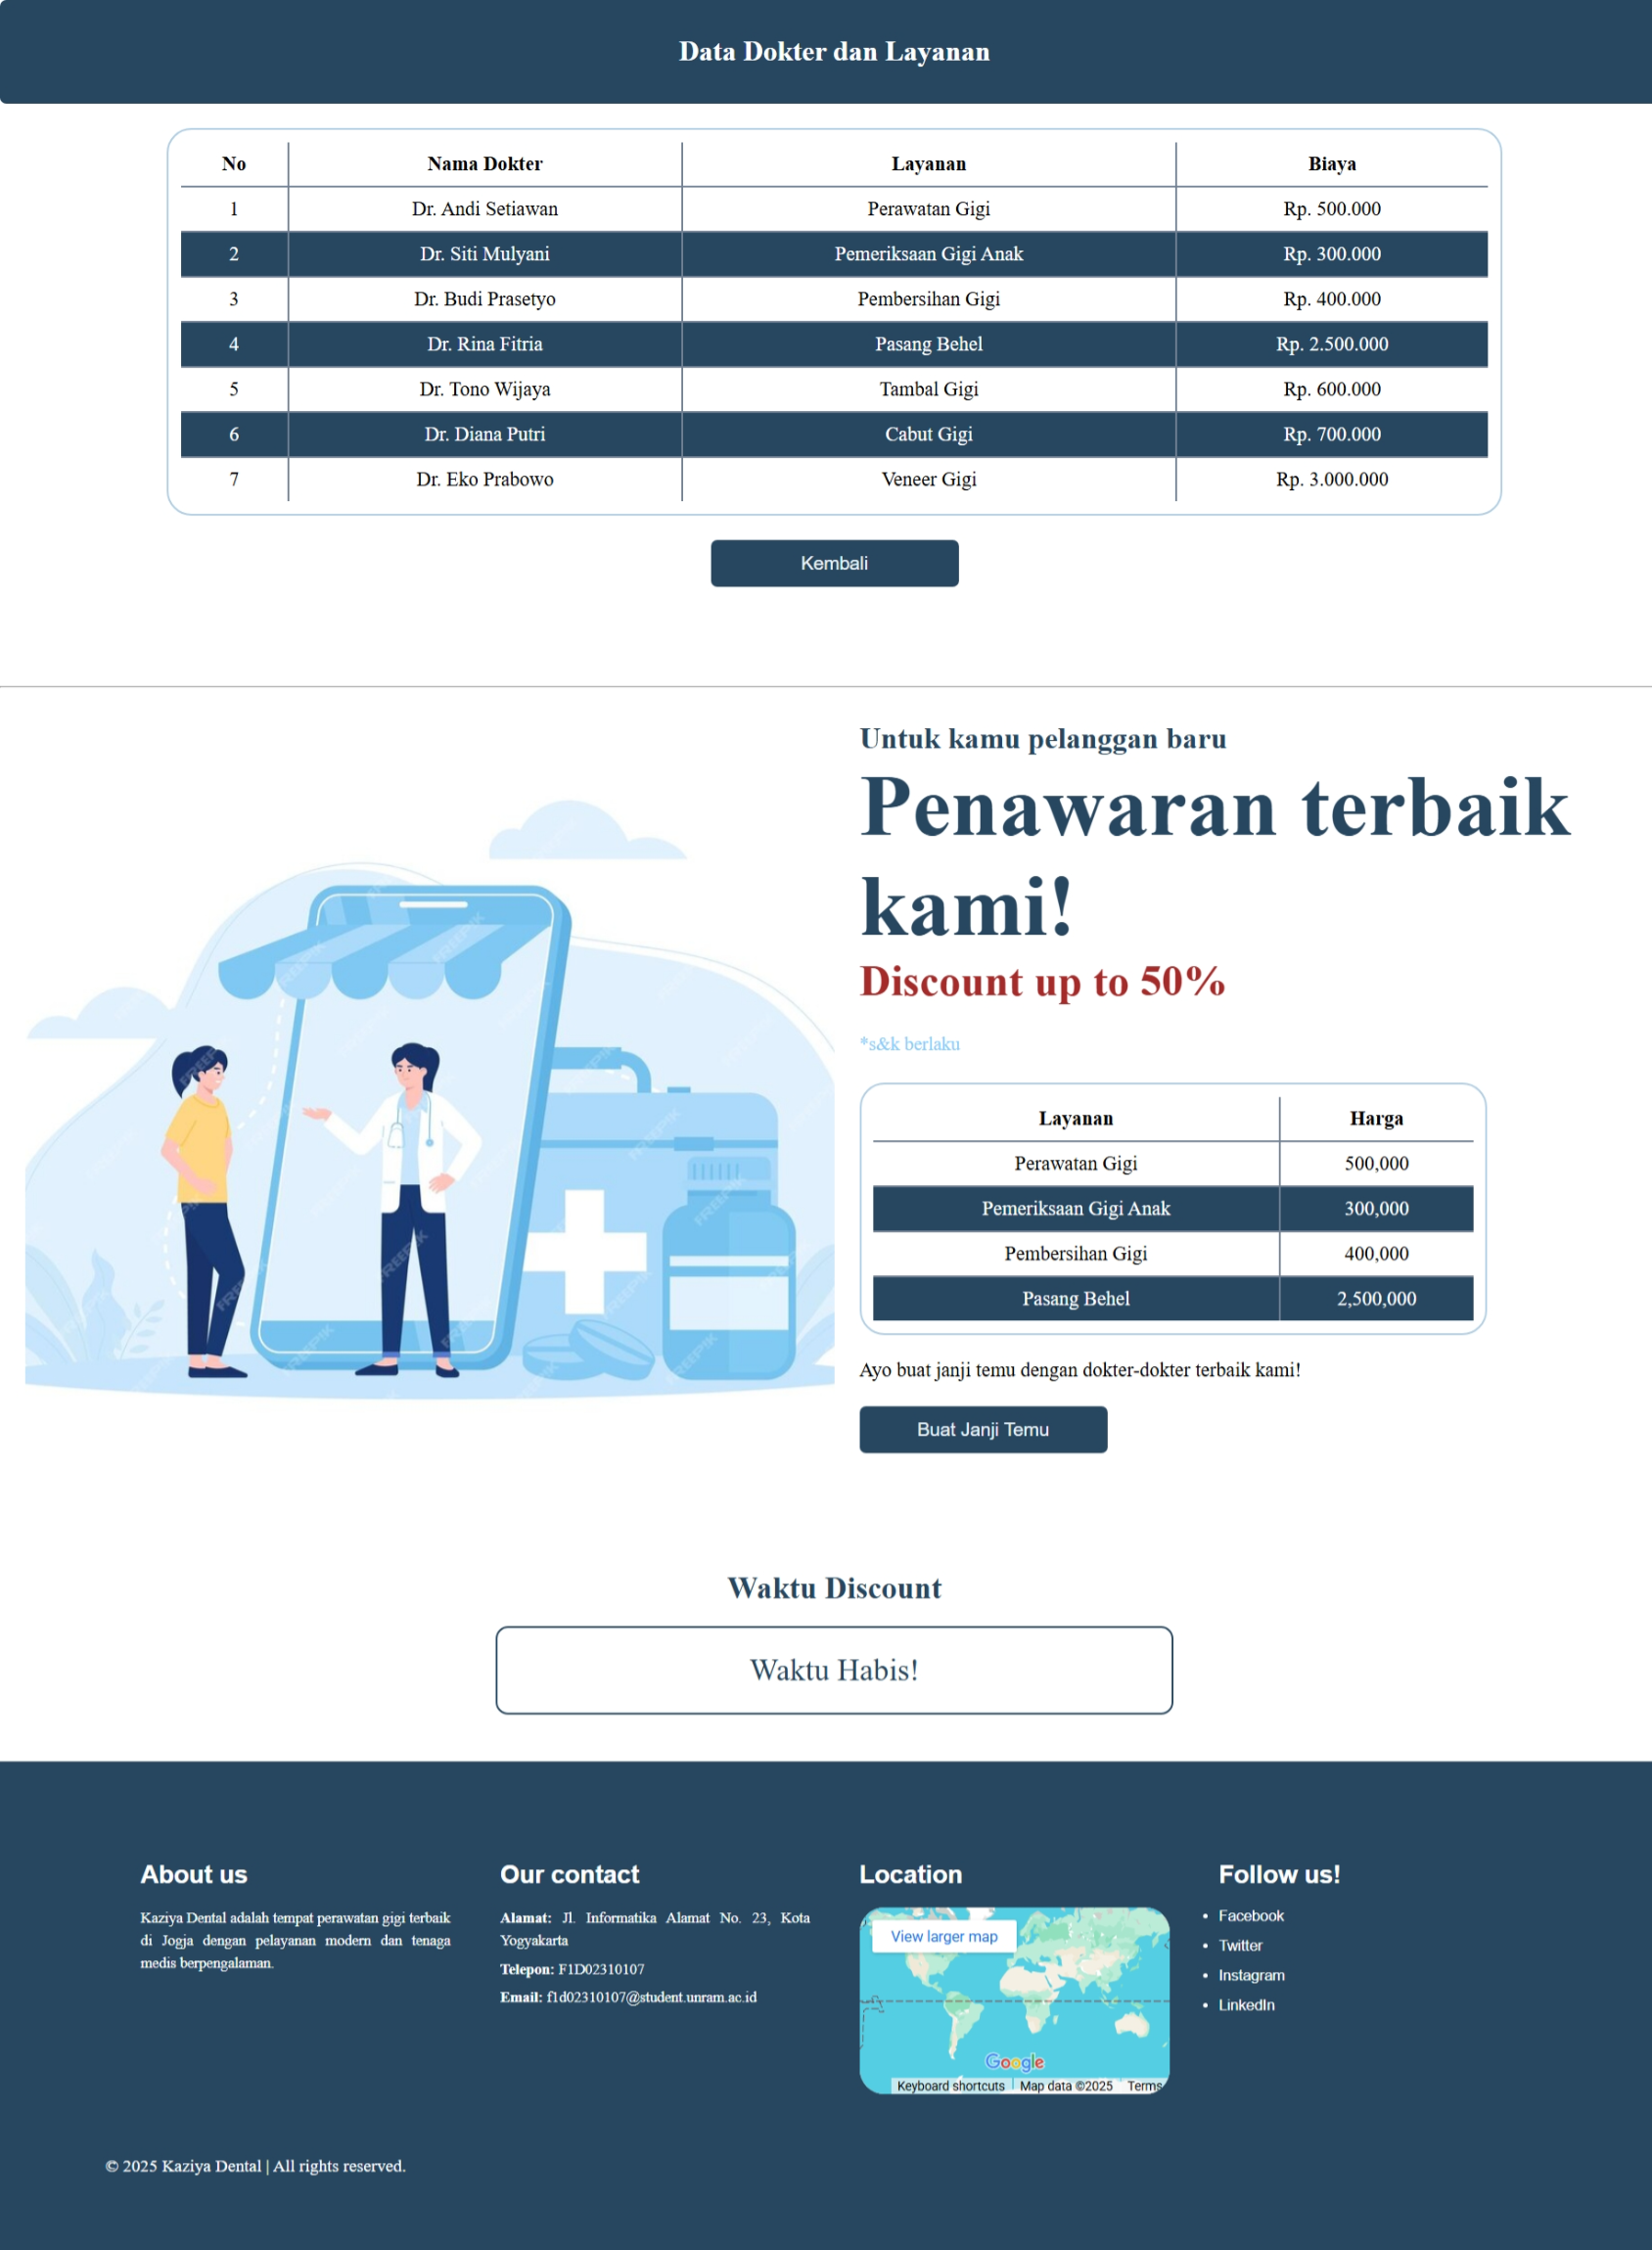 Data Dokter dan Layanan
No Nama Dokter Layanan Biaya
1 Dr. Andi Setiawan Perawatan Gigi Rp. 500.000
2 Dr. Siti Mulyani Pemeriksaan Gigi Anak Rp. 300.000
3 Dr. Budi Prasetyo Pembersihan Gigi Rp. 400.000
4 Dr. Rina Fitria Pasang Behel Rp. 2.500.000
5 Dr. Tono Wijaya Tambal Gigi Rp. 600.000
6 Dr. Diana Putri Cabut Gigi Rp. 700.000
7 Dr. Eko Prabowo Veneer Gigi Rp. 3.000.000
Kembali
Untuk kamu pelanggan baru
Penawaran terbaik
kami!
Discount up to 50%
*s&k berlaku
Layanan Harga
Perawatan Gigi 500,000
Pemeriksaan Gigi Anak 300,000
Pembersihan Gigi 400,000
Pasang Behel 2,500,000
Ayo buat janji temu dengan dokter-dokter terbaik kami!
Buat Janji Temu
Waktu Discount
Waktu Habis!
About us
Kaziya Dental adalah tempat perawatan gigi terbaik
di Jogja dengan pelayanan modern dan tenaga
medis berpengalaman.
Our contact
Alamat: Jl. Informatika Alamat No. 23, Kota
Yogyakarta
Telepon: F1D02310107
Email: f1d02310107@student.unram.ac.id
Location
View larger map
Google
Keyboard shortcuts Map data ©2025 Terms
Follow us!
• Facebook
• Twitter
• Instagram
• LinkedIn
© 2025 Kaziya Dental | All rights reserved.